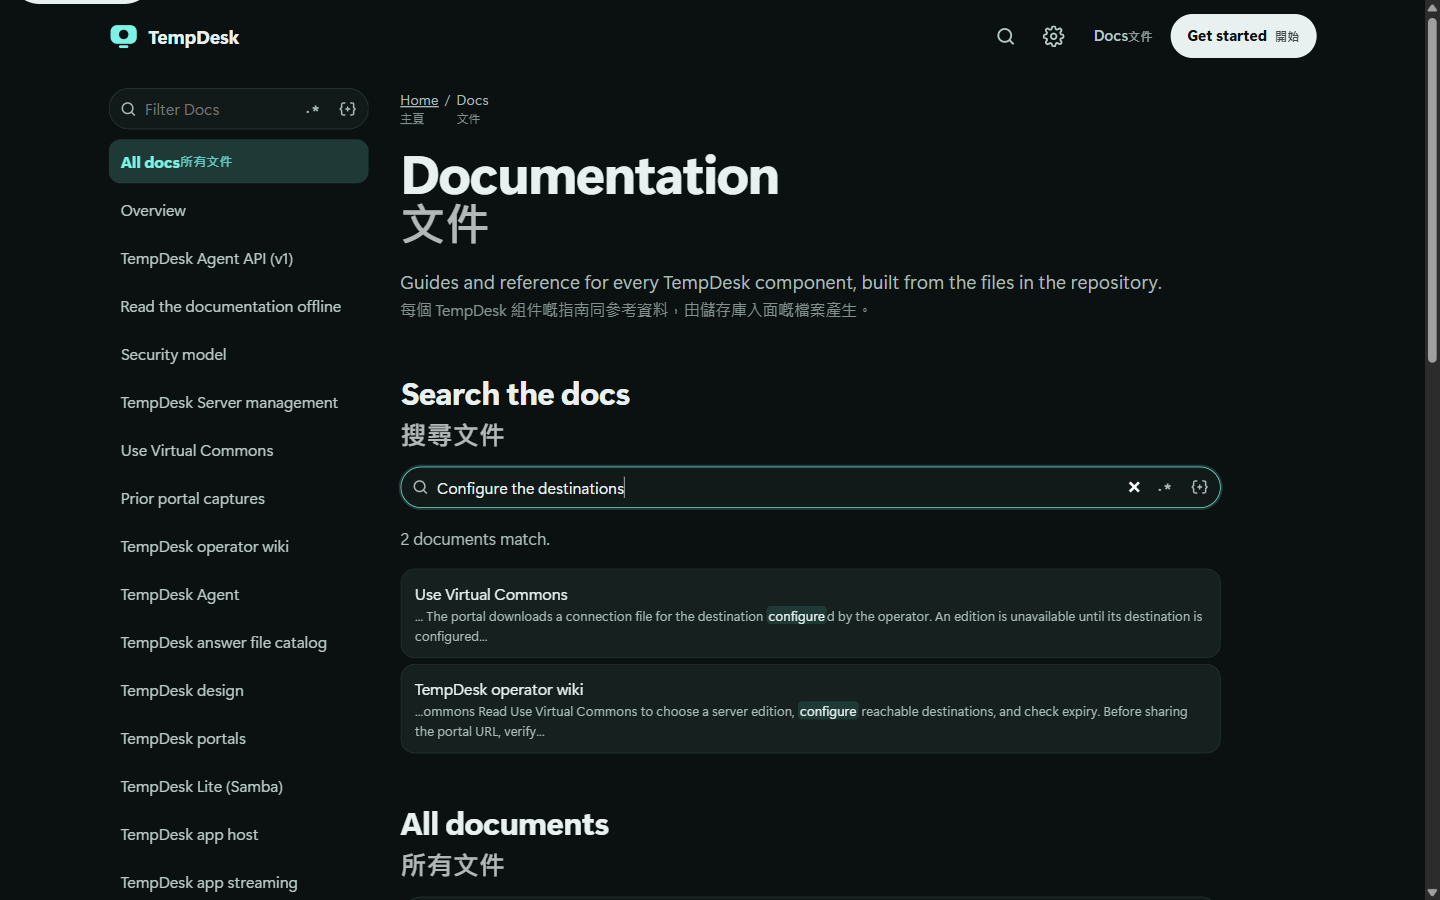 TempDesk
Docs文件
Get started 開始
Filter Docs .* {+}
All docs所有文件
Overview
TempDesk Agent API (v1)
Read the documentation offline
Security model
TempDesk Server management
Use Virtual Commons
Prior portal captures
TempDesk operator wiki
TempDesk Agent
TempDesk answer file catalog
TempDesk design
TempDesk portals
TempDesk Lite (Samba)
TempDesk app host
TempDesk app streaming
Home / Docs
主頁 文件
Documentation
文件
Guides and reference for every TempDesk component, built from the files in the repository.
每個 TempDesk 組件嘅指南同參考資料，由儲存庫入面嘅檔案產生。
Search the docs
搜尋文件
Configure the destinations .* {+}
2 documents match.
Use Virtual Commons
… The portal downloads a connection file for the destination configured by the operator. An edition is unavailable until its destination is
configured…
TempDesk operator wiki
…ommons Read Use Virtual Commons to choose a server edition, configure reachable destinations, and check expiry. Before sharing
the portal URL, verify…
All documents
所有文件